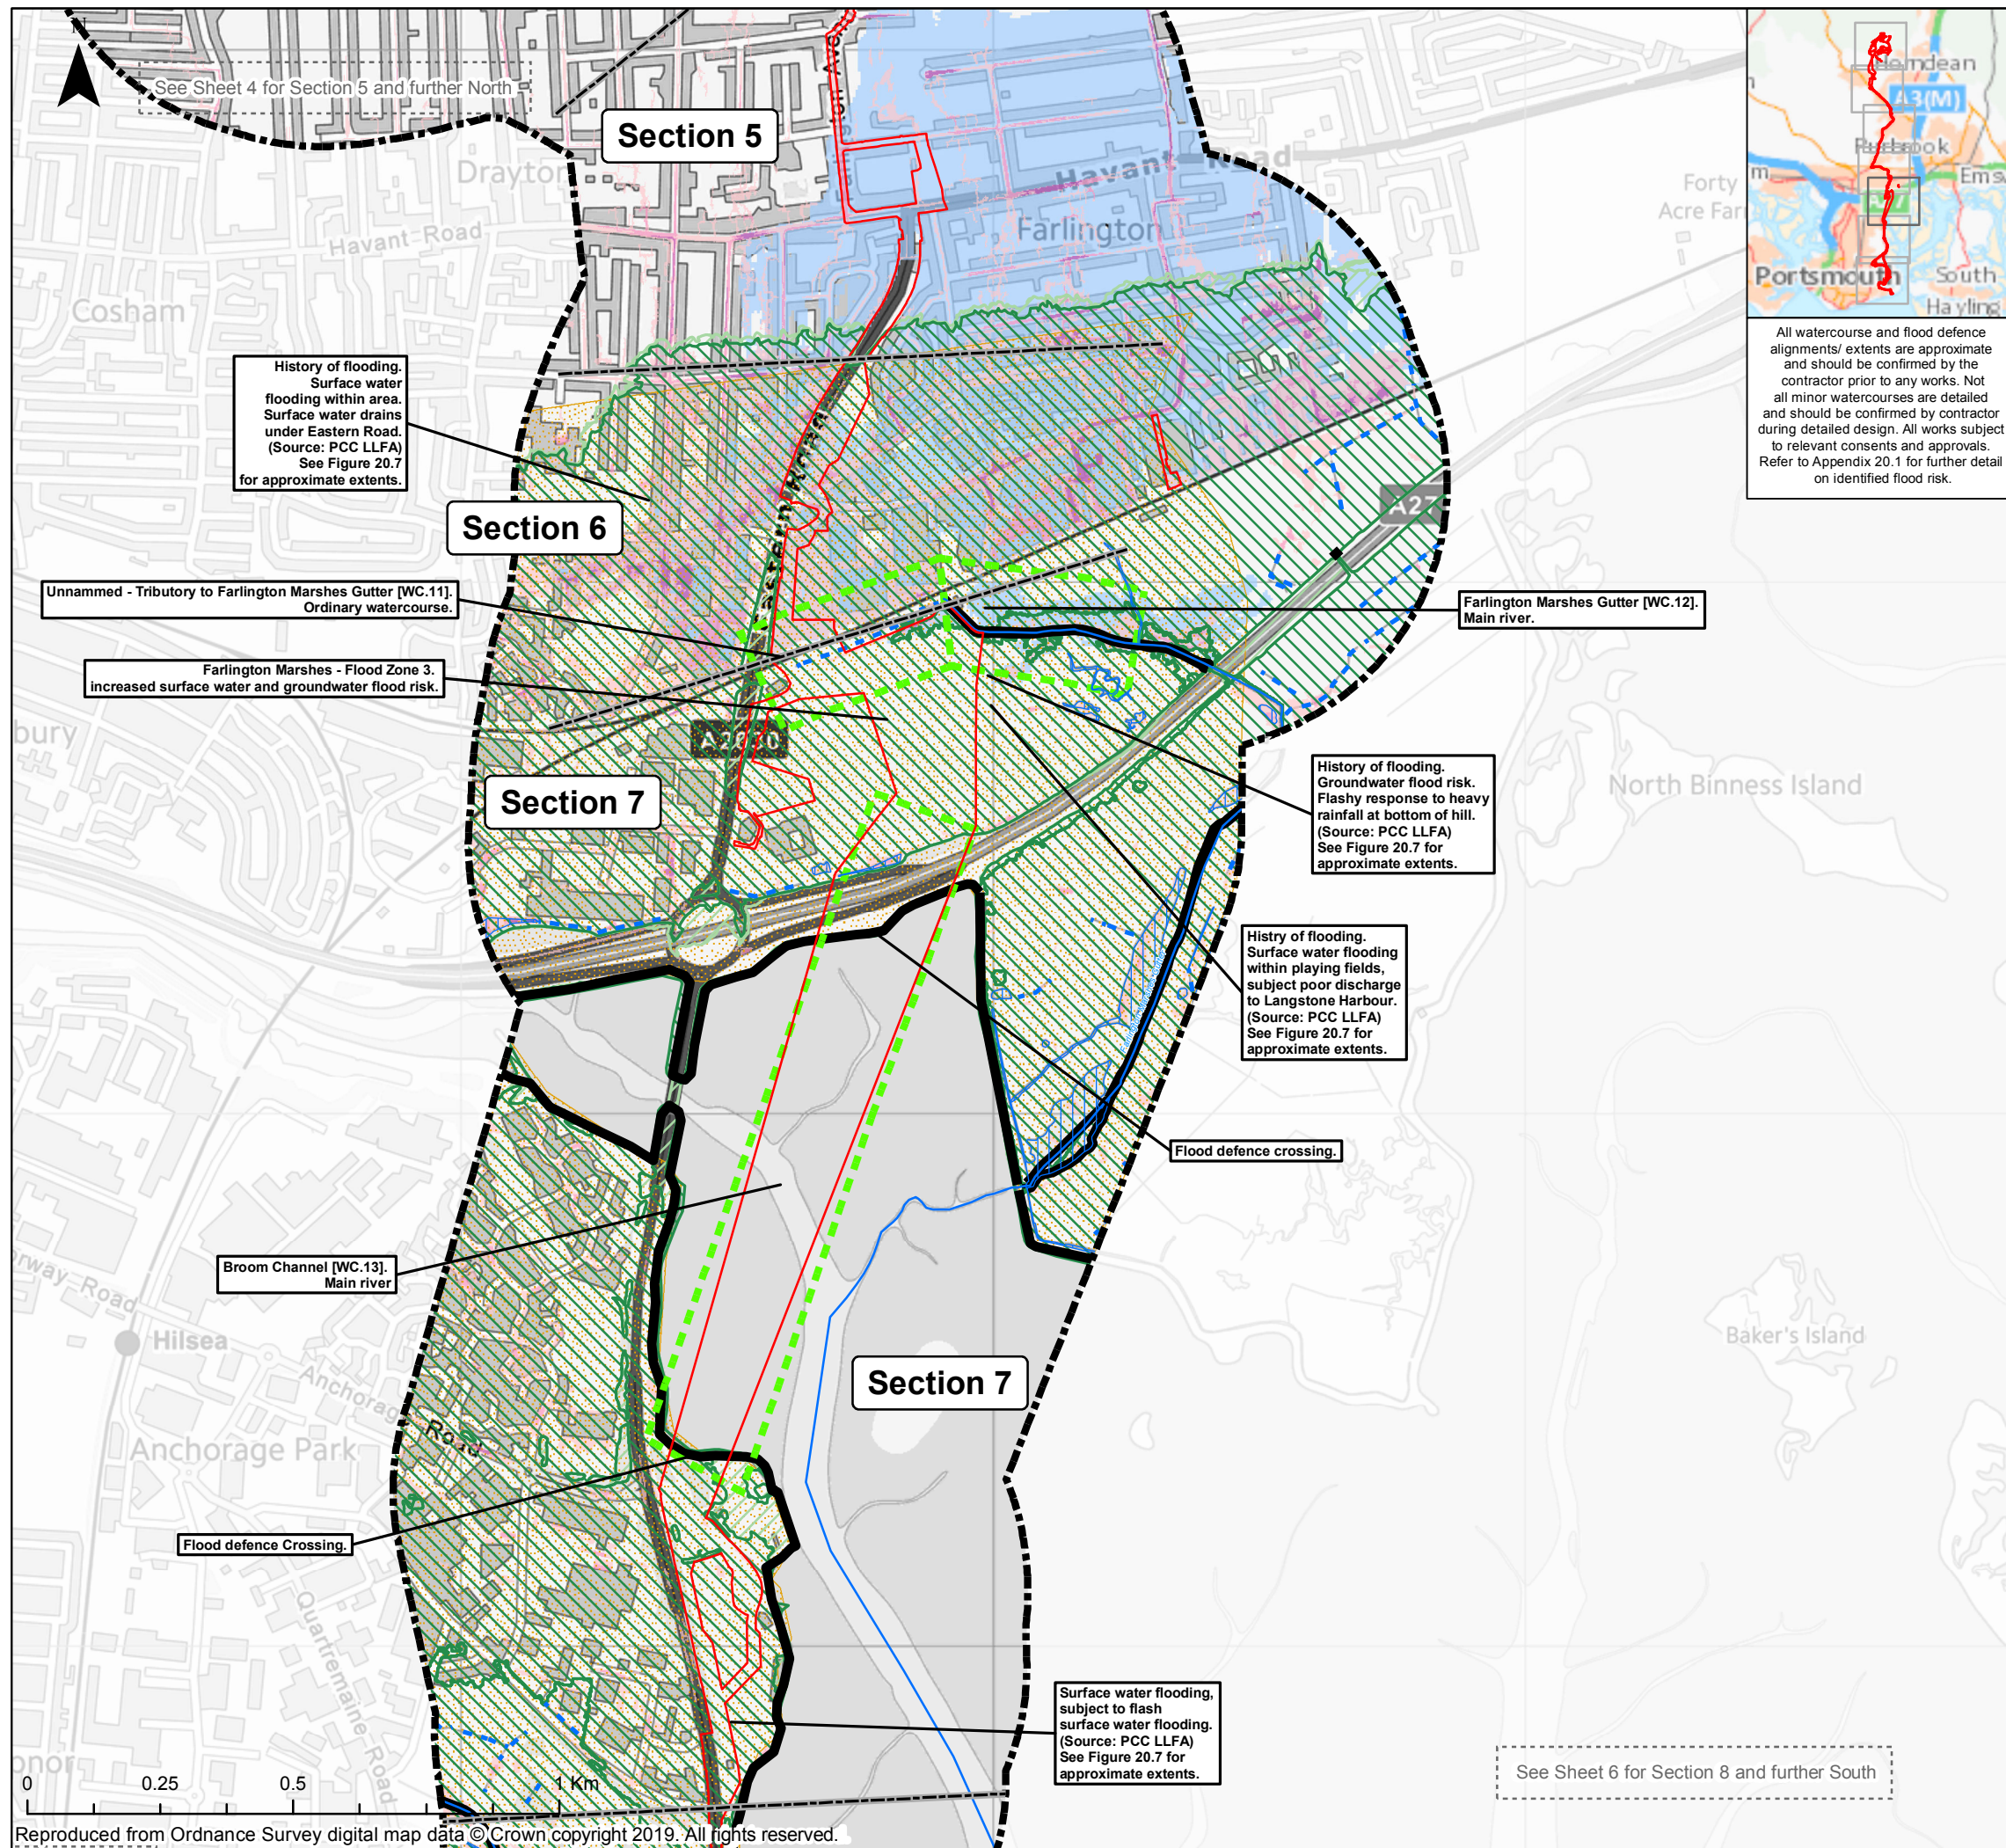 N
See Sheet 4 for Section 5 and further North
Section 5
Drayton
Havant Road
Farlington
Havant Road
Cosham
Forty
Acre Farm
Horndean
A3(M)
Purbrook
Portsmouth
South
Hayling
All watercourse and flood defence
alignments/ extents are approximate
and should be confirmed by the
contractor prior to any works. Not
all minor watercourses are detailed
and should be confirmed by contractor
during detailed design. All works subject
to relevant consents and approvals.
Refer to Appendix 20.1 for further detail
on identified flood risk.
History of flooding.
Surface water
flooding within area.
Surface water drains
under Eastern Road.
(Source: PCC LLFA)
See Figure 20.7
for approximate extents.
Section 6
Eastern Road
A27
Unnammed - Tributory to Farlington Marshes Gutter [WC.11].
Ordinary watercourse.
Farlington Marshes Gutter [WC.12].
Main river.
Farlington Marshes - Flood Zone 3.
increased surface water and groundwater flood risk.
bury
Section 7
History of flooding.
Groundwater flood risk.
Flashy response to heavy
rainfall at bottom of hill.
(Source: PCC LLFA)
See Figure 20.7 for
approximate extents.
North Binness Island
Histry of flooding.
Surface water flooding
within playing fields,
subject poor discharge
to Langstone Harbour.
(Source: PCC LLFA)
See Figure 20.7 for
approximate extents.
Flood defence crossing.
Broom Channel [WC.13].
Main river
orway Road
Hilsea
Anchorage
Road
Anchorage Park
Section 7
Baker's Island
Flood defence Crossing.
Quartremaine Road
Surface water flooding,
subject to flash
surface water flooding.
(Source: PCC LLFA)
See Figure 20.7 for
approximate extents.
See Sheet 6 for Section 8 and further South
onor
0 0.25 0.5 1 Km
Reproduced from Ordnance Survey digital map data © Crown copyright 2019. All rights reserved.